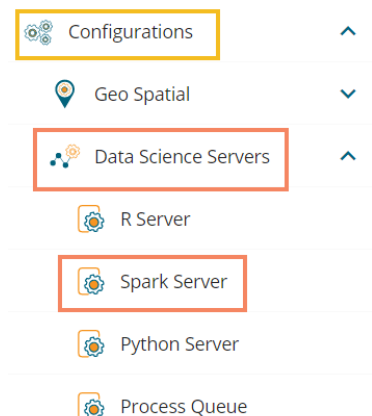 Configurations
Geo Spatial
Data Science Servers
R Server
Spark Server
Python Server
Process Queue